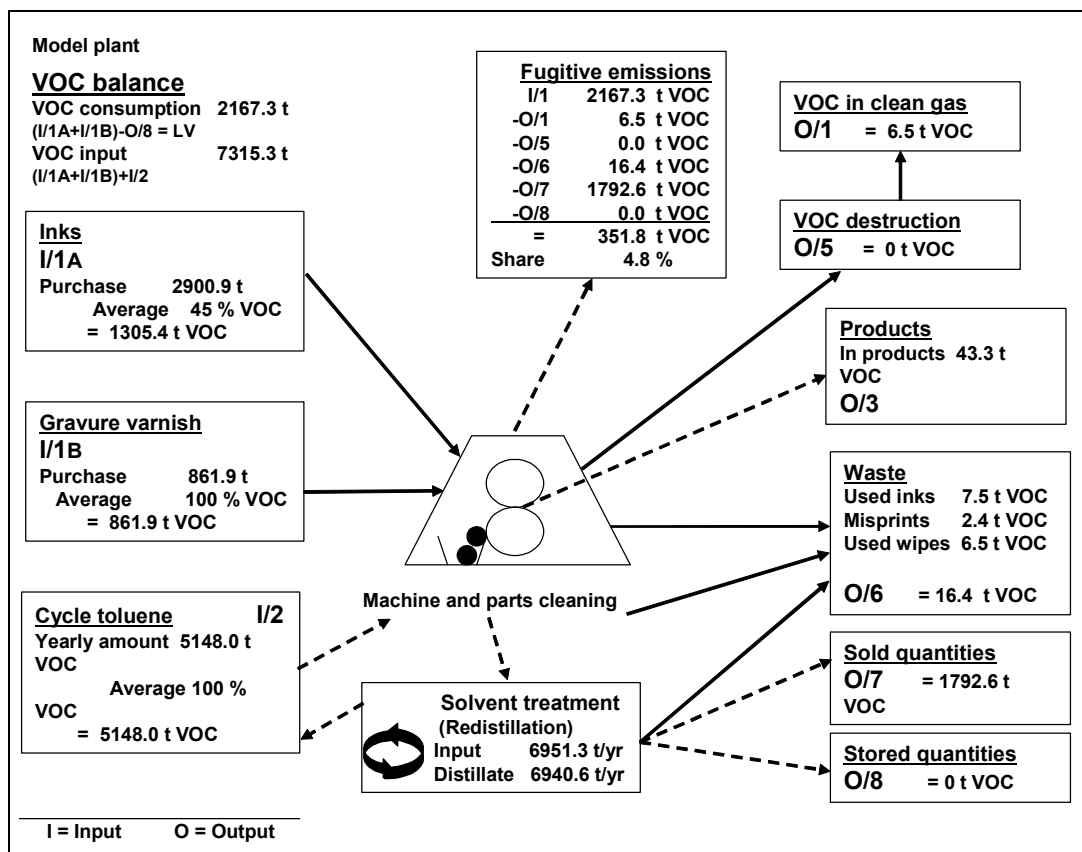 Model plant
VOC balance
VOC consumption 2167.3 t
(I/1A+I/1B)-O/8 = LV
VOC input 7315.3 t
(I/1A+I/1B)+I/2
Inks
I/1A
Purchase 2900.9 t
Average 45 % VOC
= 1305.4 t VOC
Gravure varnish
I/1B
Purchase 861.9 t
Average 100 % VOC
= 861.9 t VOC
Cycle toluene I/2
Yearly amount 5148.0 t
VOC
Average 100 %
VOC
= 5148.0 t VOC
I = Input O = Output
Fugitive emissions
I/1 2167.3 t VOC
-O/1 6.5 t VOC
-O/5 0.0 t VOC
-O/6 16.4 t VOC
-O/7 1792.6 t VOC
-O/8 0.0 t VOC
= 351.8 t VOC
Share 4.8 %
Machine and parts cleaning
Solvent treatment
(Redistillation)
Input 6951.3 t/yr
Distillate 6940.6 t/yr
VOC in clean gas
O/1 = 6.5 t VOC
VOC destruction
O/5 = 0 t VOC
Products
In products 43.3 t
VOC
O/3
Waste
Used inks 7.5 t VOC
Misprints 2.4 t VOC
Used wipes 6.5 t VOC
O/6 = 16.4 t VOC
Sold quantities
O/7 = 1792.6 t
VOC
Stored quantities
O/8 = 0 t VOC